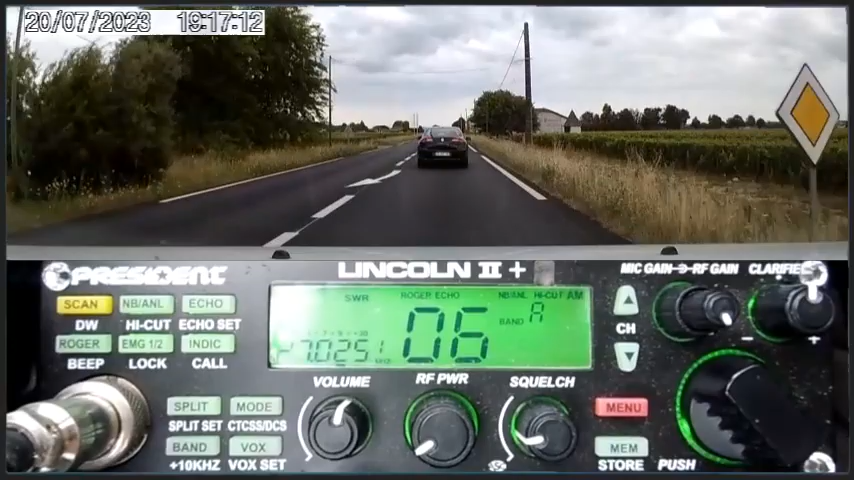 20/07/2023 19:17:12
PRESIDENT
LINCOLN II +
MIC GAIN RF GAIN CLARIFIER
SCAN NB/ANL ECHO
DW HI-CUT ECHO SET
ROGER EMG 1/2 INDIC
BEEP LOCK CALL
SWR ROGER ECHO NB/ANL HI-CUT AM
06 BAND A
CH
- +
VOLUME RF PWR SQUELCH
SPLIT MODE
SPLIT SET CTCSS/DCS
BAND VOX
+10KHZ VOX SET
MENU
MEM
STORE PUSH